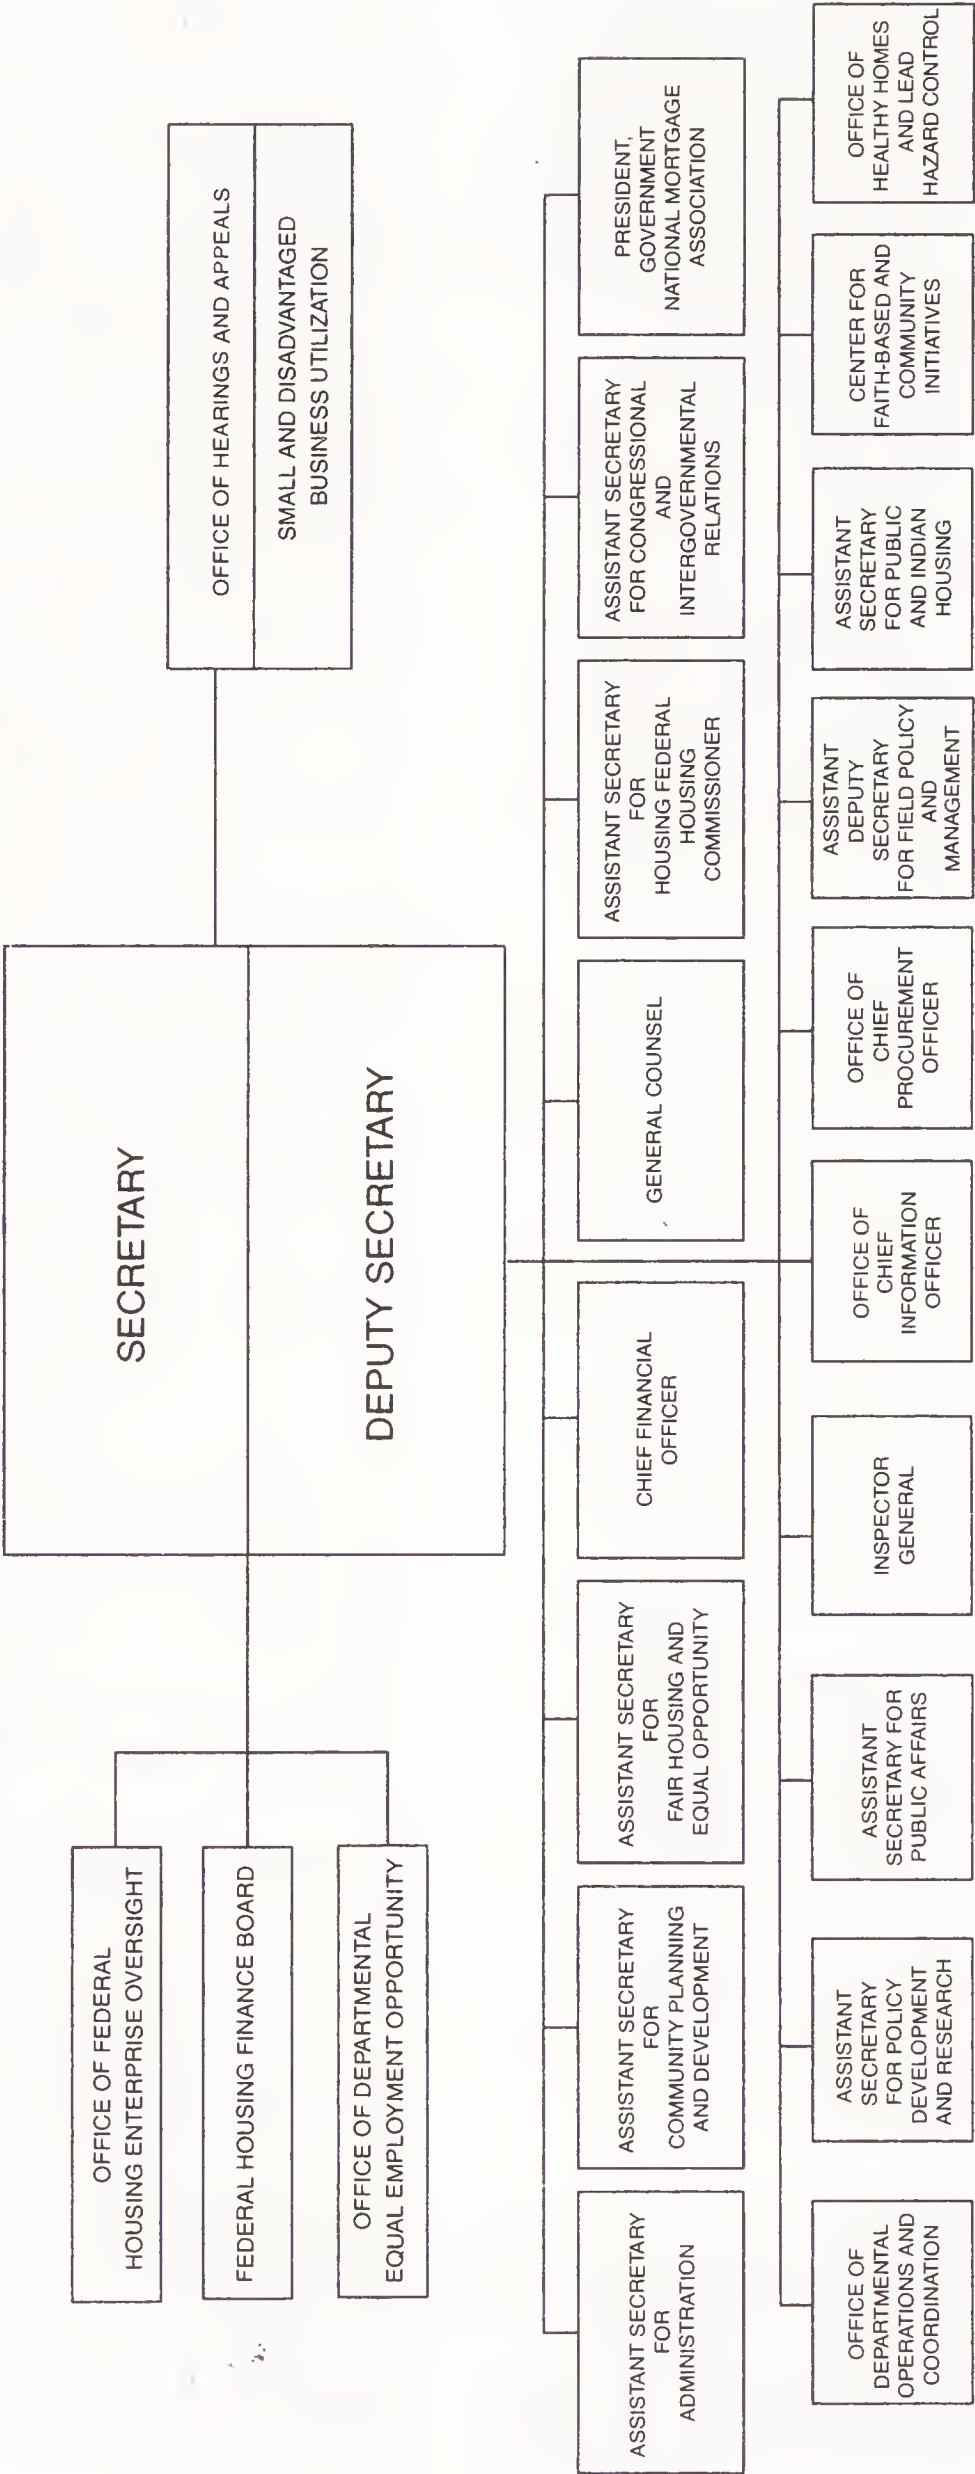 SECRETARY
DEPUTY SECRETARY
OFFICE OF FEDERAL
HOUSING ENTERPRISE OVERSIGHT
FEDERAL HOUSING FINANCE BOARD
OFFICE OF DEPARTMENTAL
EQUAL EMPLOYMENT OPPORTUNITY
OFFICE OF HEARINGS AND APPEALS
SMALL AND DISADVANTAGED
BUSINESS UTILIZATION
ASSISTANT SECRETARY
FOR
ADMINISTRATION
ASSISTANT SECRETARY
FOR
COMMUNITY PLANNING
AND DEVELOPMENT
ASSISTANT SECRETARY
FOR
FAIR HOUSING AND
EQUAL OPPORTUNITY
CHIEF FINANCIAL
OFFICER
GENERAL COUNSEL
ASSISTANT SECRETARY
FOR
HOUSING FEDERAL
HOUSING
COMMISSIONER
ASSISTANT SECRETARY
FOR CONGRESSIONAL
AND
INTERGOVERNMENTAL
RELATIONS
PRESIDENT,
GOVERNMENT
NATIONAL MORTGAGE
ASSOCIATION
OFFICE OF
DEPARTMENTAL
OPERATIONS AND
COORDINATION
ASSISTANT
SECRETARY
FOR POLICY
DEVELOPMENT
AND RESEARCH
ASSISTANT
SECRETARY FOR
PUBLIC AFFAIRS
INSPECTOR
GENERAL
OFFICE OF
CHIEF
INFORMATION
OFFICER
OFFICE OF
CHIEF
PROCUREMENT
OFFICER
ASSISTANT
DEPUTY
SECRETARY
FOR FIELD POLICY
AND
MANAGEMENT
ASSISTANT
SECRETARY
FOR PUBLIC
AND INDIAN
HOUSING
CENTER FOR
FAITH-BASED AND
COMMUNITY
INITIATIVES
OFFICE OF
HEALTHY HOMES
AND LEAD
HAZARD CONTROL